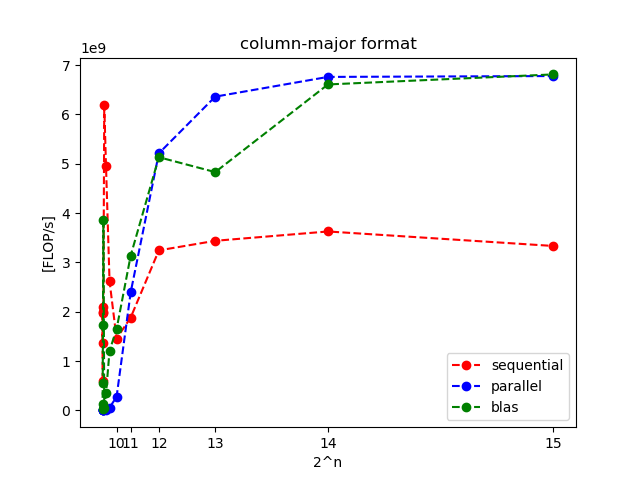 column-major format
1e9
7
6
5
4
3
2
1
0
[FLOP/s]
10 11 12 13 14 15
2^n
sequential
parallel
blas